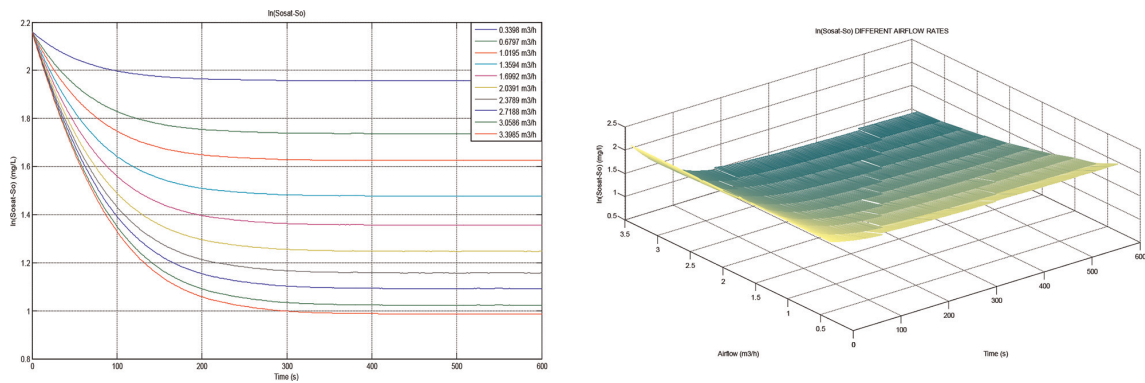 ln(Sosat-So)
2.2
2
1.8
1.6
1.4
1.2
1
0.8
ln(Sosat-So) (mg/L)
0 100 200 300 400 500 600
Time (s)
0.3398 m3/h
0.6797 m3/h
1.0195 m3/h
1.3594 m3/h
1.6992 m3/h
2.0391 m3/h
2.3789 m3/h
2.7188 m3/h
3.0586 m3/h
3.3985 m3/h
ln(Sosat-So) DIFFERENT AIRFLOW RATES
2.5
2
1.5
1
0.5
ln(Sosat-So) (mg/l)
3.5
3
2.5
2
1.5
1
0.5
0
Airflow (m3/h)
100
200
300
400
500
600
Time (s)